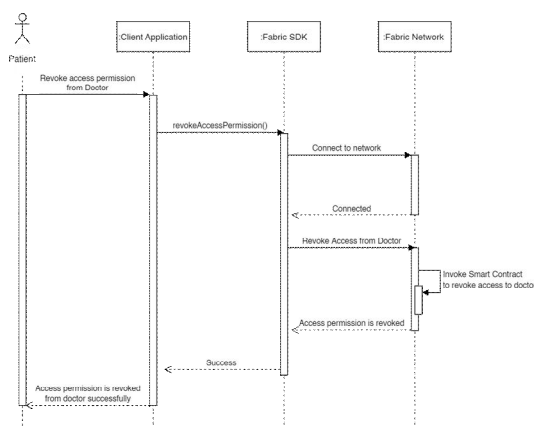 :Client Application
:Fabric SDK
:Fabric Network
Patient
Revoke access permission
from Doctor
revokeAccessPermission()
Connect to network
Connected
Revoke Access from Doctor
Invoke Smart Contract
to revoke access to docto
Access permission is revoked
Success
Access permission is revoked
from doctor successfully